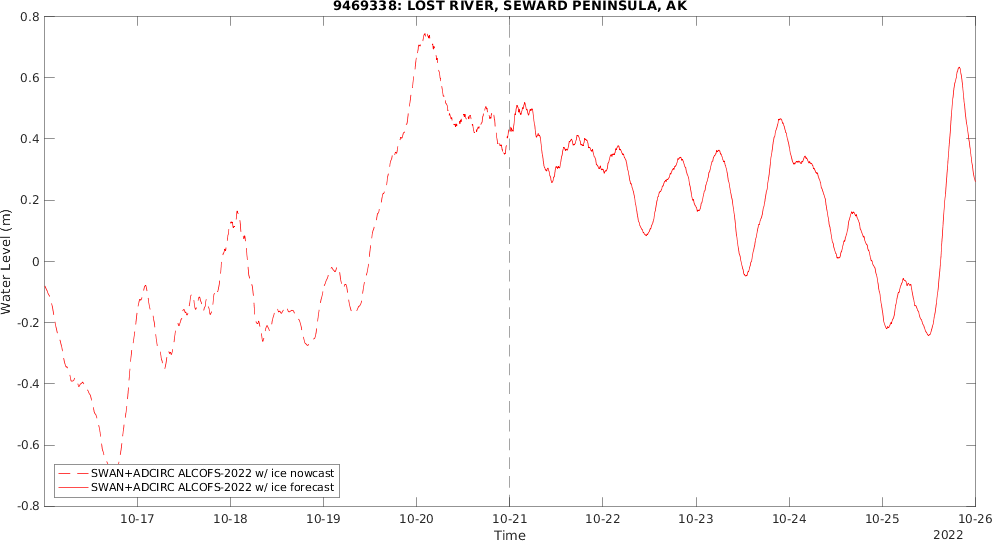 9469338: LOST RIVER, SEWARD PENINSULA, AK
Water Level (m)
0.8
0.6
0.4
0.2
0
-0.2
-0.4
-0.6
-0.8
SWAN+ADCIRC ALCOFS-2022 w/ ice nowcast
SWAN+ADCIRC ALCOFS-2022 w/ ice forecast
10-17 10-18 10-19 10-20 10-21 10-22 10-23 10-24 10-25 10-26
Time
2022